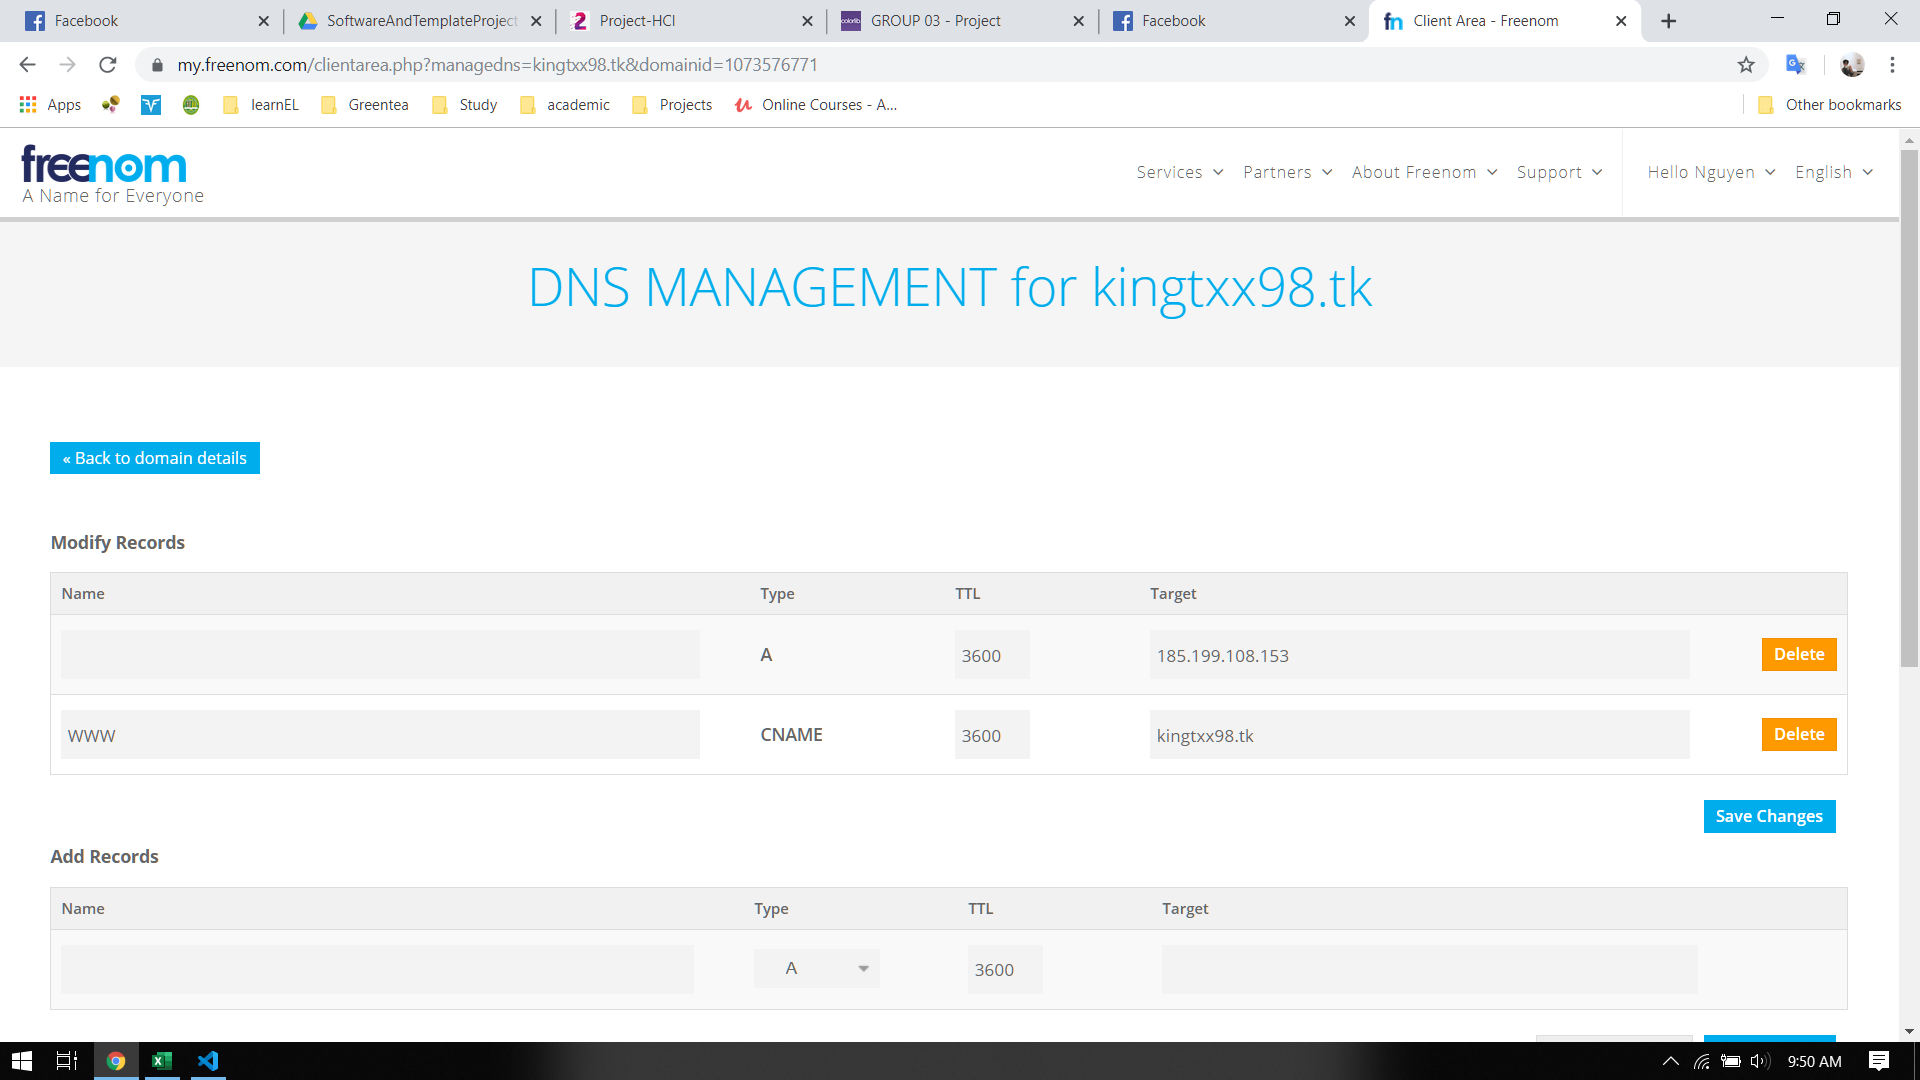 Facebook
SoftwareAndTemplateProject
Project-HCI
GROUP 03 - Project
Facebook
Client Area - Freenom
my.freenom.com/clientarea.php?managedns=kingtxx98.tk&domainid=1073576771
Apps
learnEL
Greentea
Study
academic
Projects
Online Courses - A...
Other bookmarks
freenom
A Name for Everyone
Services
Partners
About Freenom
Support
Hello Nguyen
English
DNS MANAGEMENT for kingtxx98.tk
« Back to domain details
Modify Records
Name Type TTL Target
A 3600 185.199.108.153 Delete
WWW CNAME 3600 kingtxx98.tk Delete
Save Changes
Add Records
Name Type TTL Target
A 3600
9:50 AM